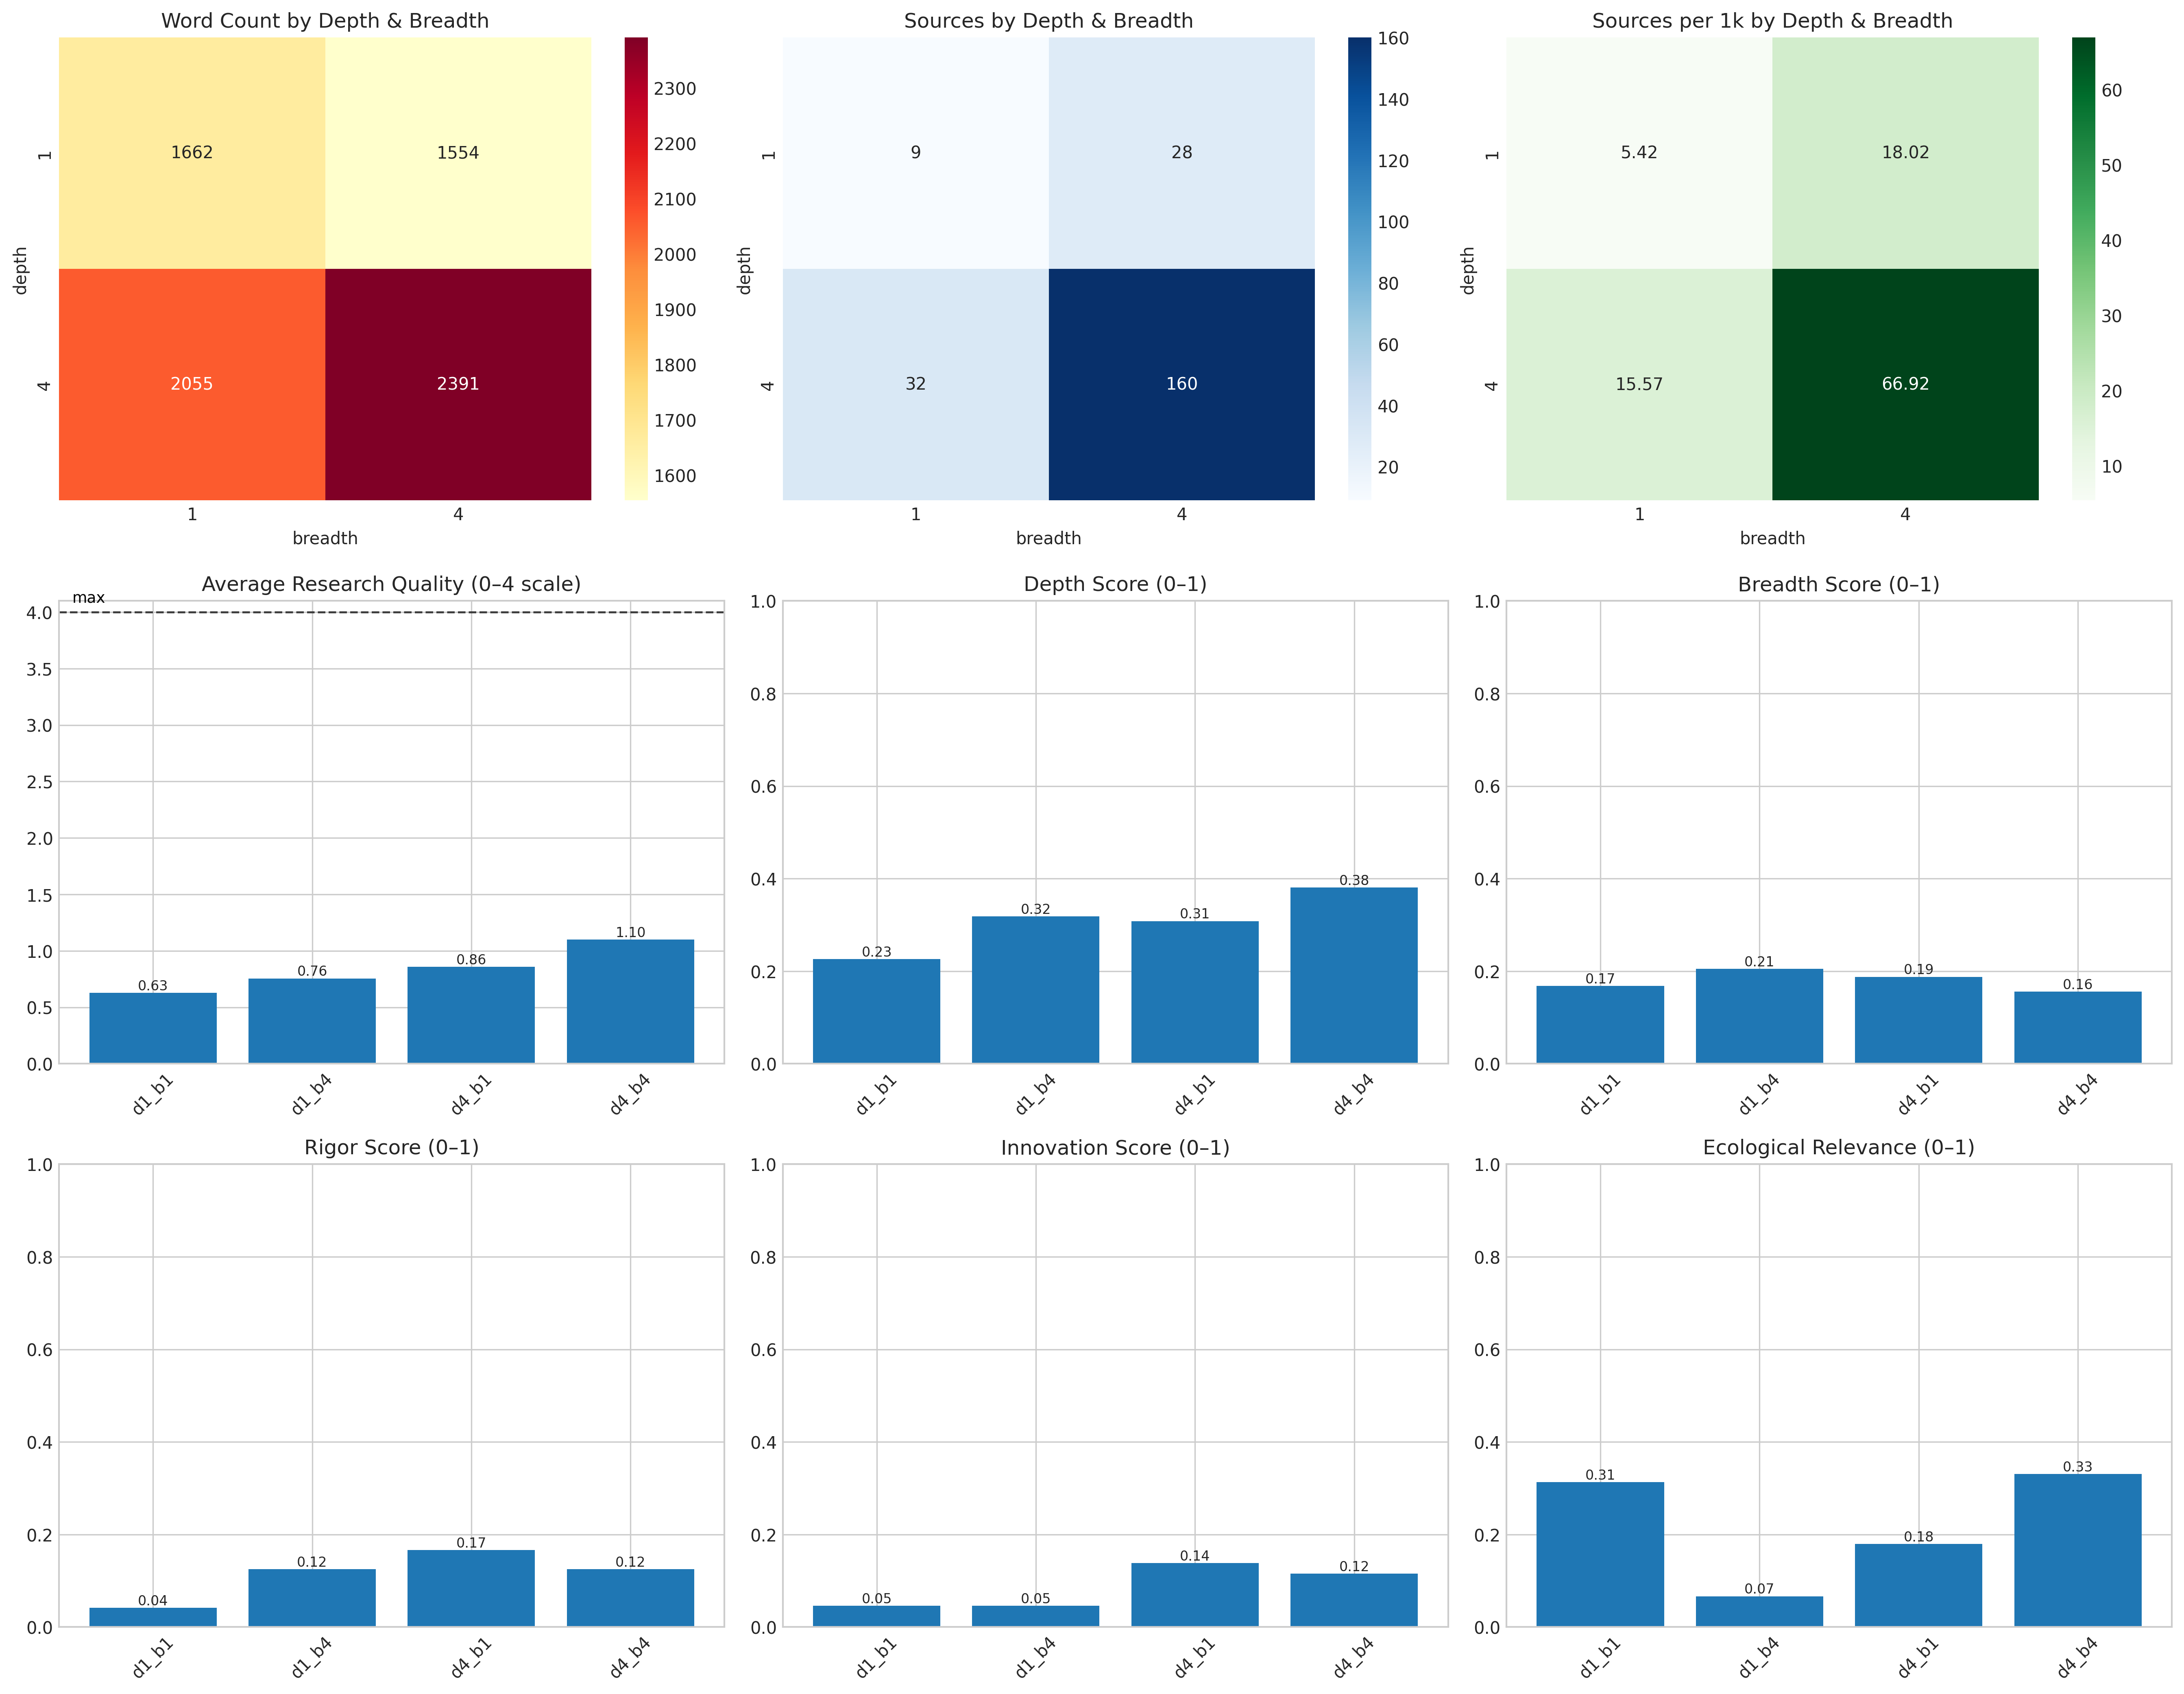 Word Count by Depth & Breadth
1662
1554
2055
2391
1
4
depth
1
4
breadth
2300
2200
2100
2000
1900
1800
1700
1600
Sources by Depth & Breadth
9
28
32
160
1
4
depth
1
4
breadth
160
140
120
100
80
60
40
20
Sources per 1k by Depth & Breadth
5.42
18.02
15.57
66.92
1
4
depth
1
4
breadth
60
50
40
30
20
10
Average Research Quality (0–4 scale)
max
4.0
3.5
3.0
2.5
2.0
1.5
1.0
0.5
0.0
0.63
0.76
0.86
1.10
d1_b1
d1_b4
d4_b1
d4_b4
Depth Score (0–1)
1.0
0.8
0.6
0.4
0.2
0.0
0.23
0.32
0.31
0.38
d1_b1
d1_b4
d4_b1
d4_b4
Breadth Score (0–1)
1.0
0.8
0.6
0.4
0.2
0.0
0.17
0.21
0.19
0.16
d1_b1
d1_b4
d4_b1
d4_b4
Rigor Score (0–1)
1.0
0.8
0.6
0.4
0.2
0.0
0.04
0.12
0.17
0.12
d1_b1
d1_b4
d4_b1
d4_b4
Innovation Score (0–1)
1.0
0.8
0.6
0.4
0.2
0.0
0.05
0.05
0.14
0.12
d1_b1
d1_b4
d4_b1
d4_b4
Ecological Relevance (0–1)
1.0
0.8
0.6
0.4
0.2
0.0
0.31
0.07
0.18
0.33
d1_b1
d1_b4
d4_b1
d4_b4